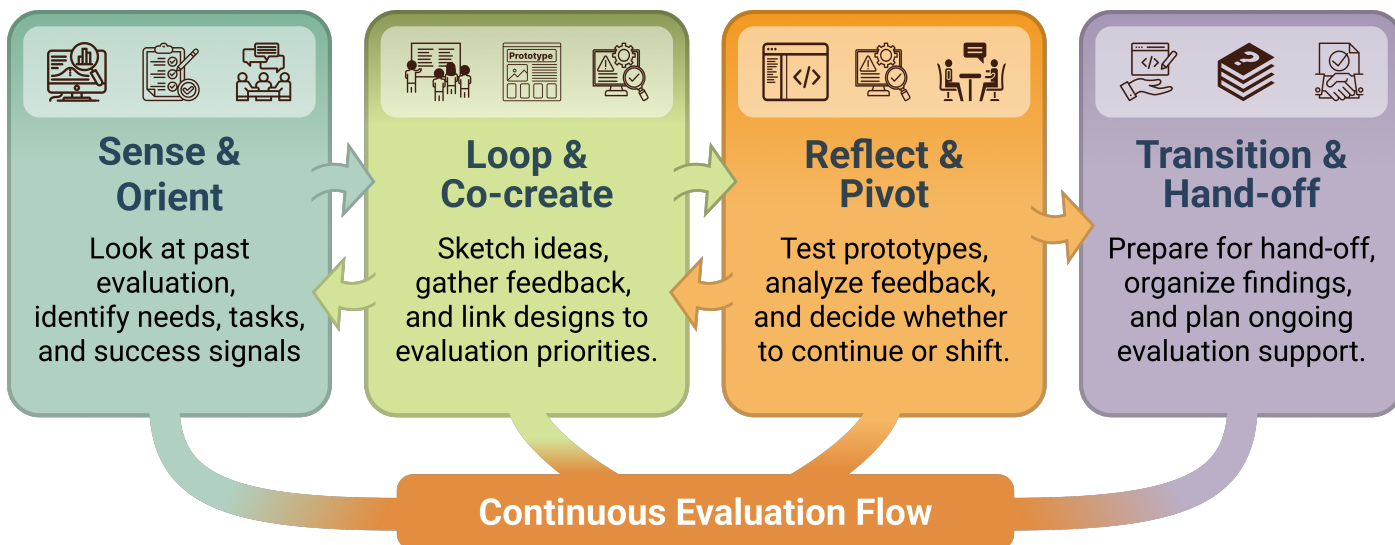 Prototype
</>
</>
?
Sense &
Orient
Look at past
evaluation,
identify needs, tasks,
and success signals
Loop &
Co-create
Sketch ideas,
gather feedback,
and link designs to
evaluation priorities.
Reflect &
Pivot
Test prototypes,
analyze feedback,
and decide whether
to continue or shift.
Transition &
Hand-off
Prepare for hand-off,
organize findings,
and plan ongoing
evaluation support.
Continuous Evaluation Flow